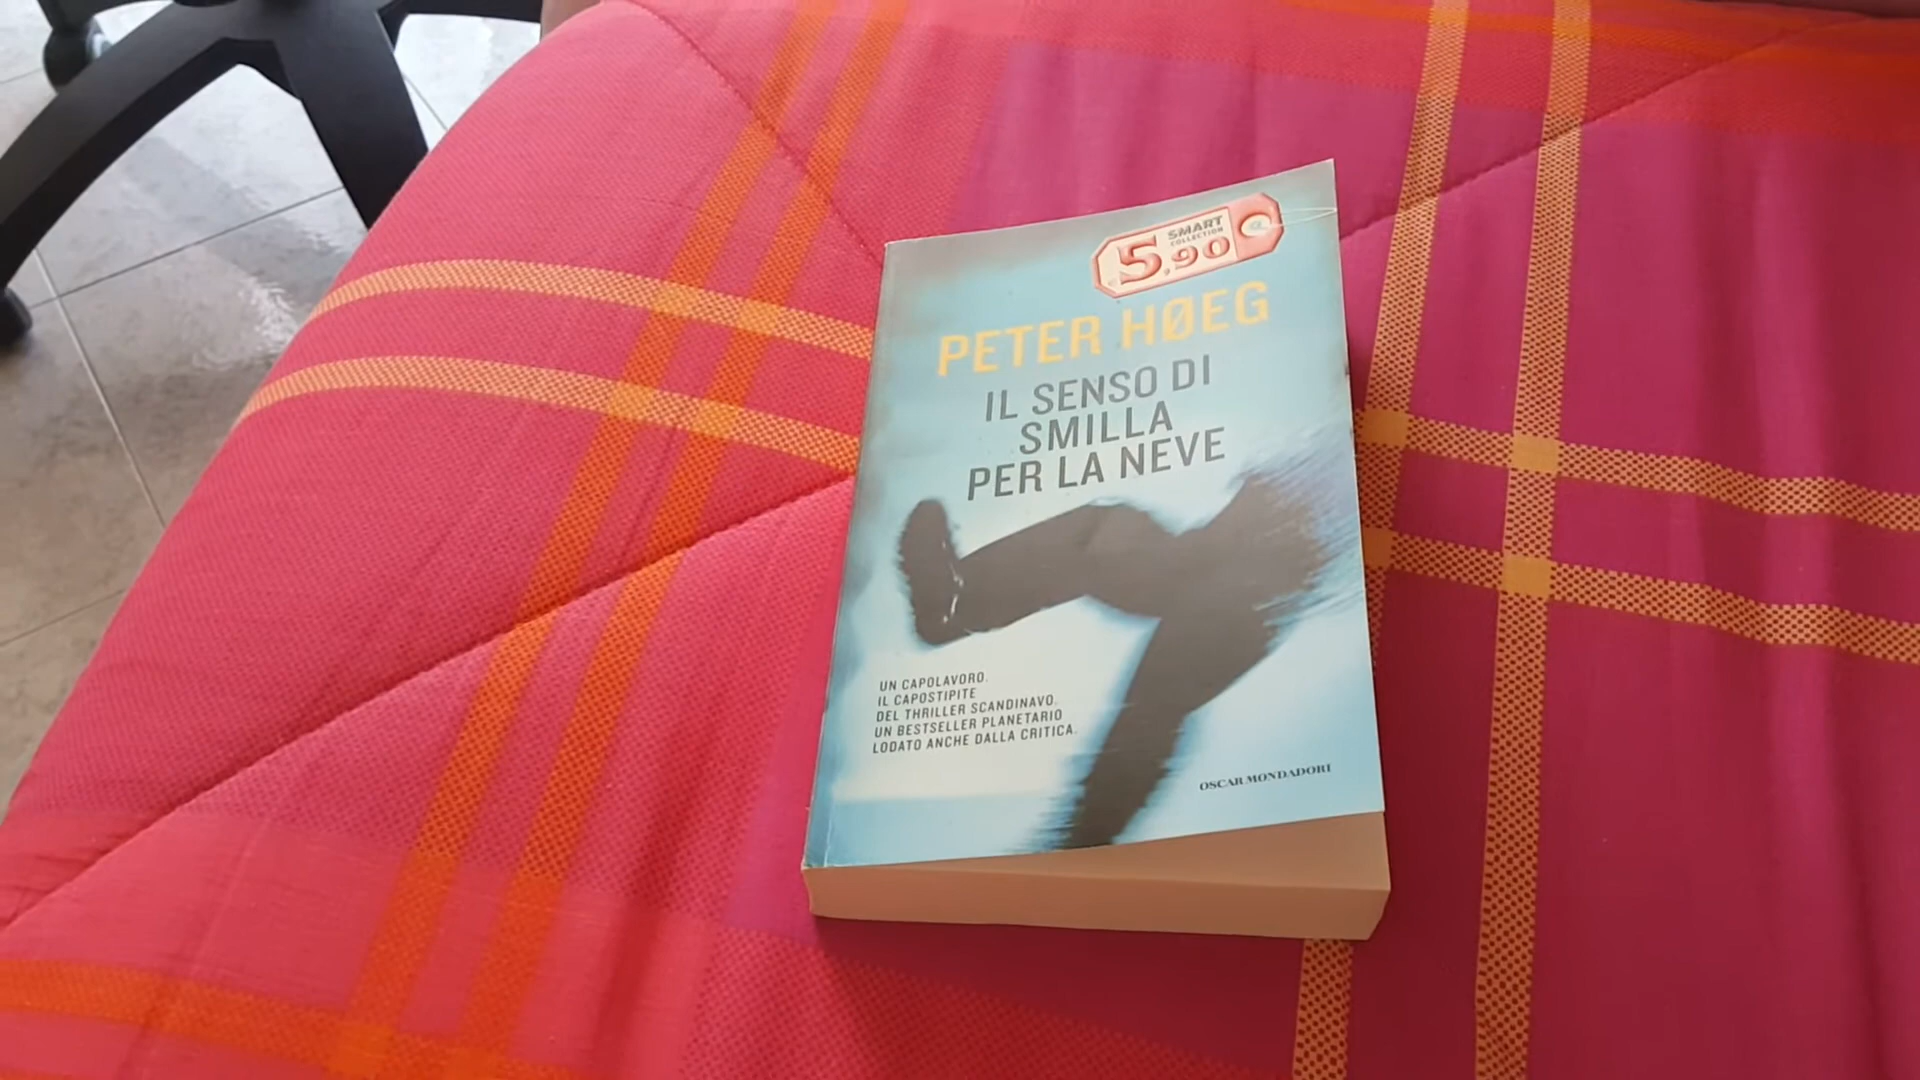 SMART
COLLECTION
€5,90
PETER HØEG
IL SENSO DI
SMILLA
PER LA NEVE
UN CAPOLAVORO.
IL CAPOSTIPITE
DEL THRILLER SCANDINAVO.
UN BESTSELLER PLANETARIO
LODATO ANCHE DALLA CRITICA.
OSCAR MONDADORI